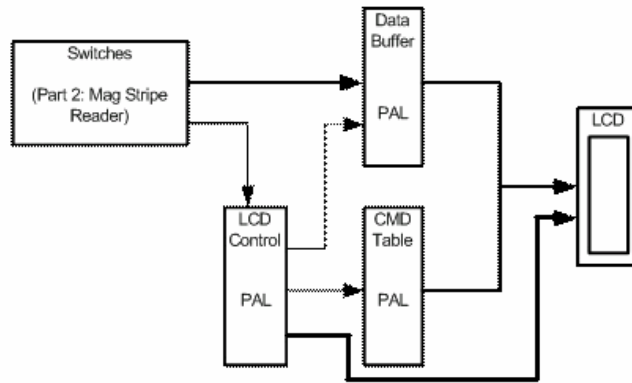 Switches
(Part 2: Mag Stripe
Reader)
Data
Buffer
PAL
LCD
LCD
Control
PAL
CMD
Table
PAL